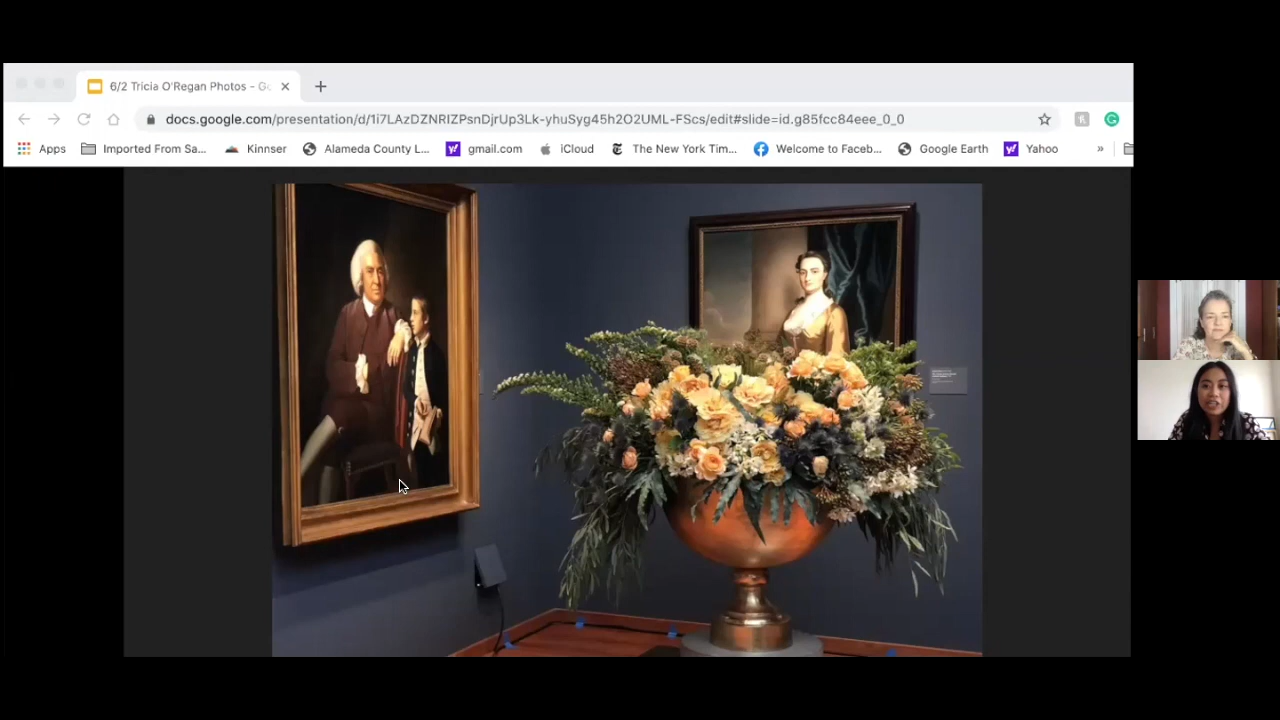 6/2 Tricia O'Regan Photos - Go
docs.google.com/presentation/d/1i7LAzDZNRIZPsnDjrUp3Lk-yhuSyg45h2O2UML-FScs/edit#slide=id.g85fcc84eee_0_0
Apps Imported From Sa... Kinnser Alameda County L... gmail.com iCloud The New York Tim... Welcome to Faceb... Google Earth Yahoo »